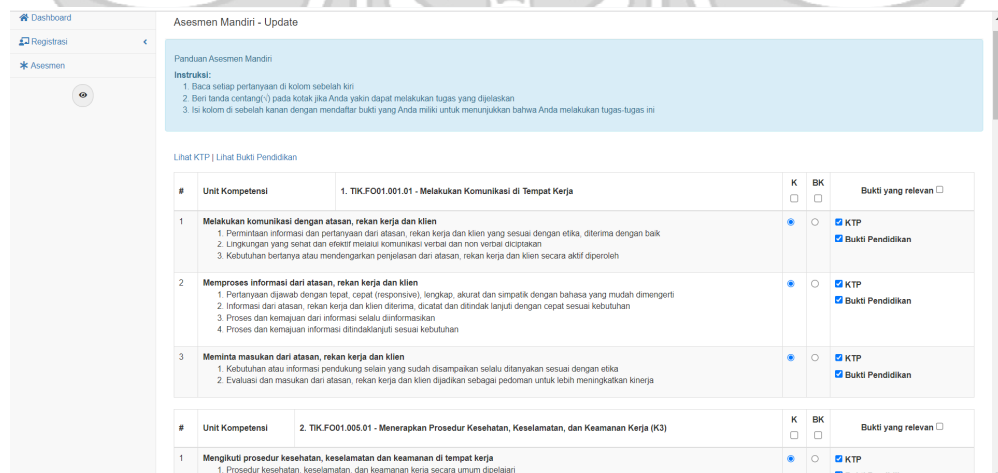 Dashboard
Registrasi
Asesmen
Asesmen Mandiri - Update
Panduan Asesmen Mandiri
Instruksi:
1. Baca setiap pertanyaan di kolom sebelah kiri
2. Beri tanda centang(√) pada kotak jika Anda yakin dapat melakukan tugas yang dijelaskan
3. Isi kolom di sebelah kanan dengan mendaftar bukti yang Anda miliki untuk menunjukkan bahwa Anda melakukan tugas-tugas ini
Lihat KTP | Lihat Bukti Pendidikan
# Unit Kompetensi 1. TIK.FO01.001.01 - Melakukan Komunikasi di Tempat Kerja K BK Bukti yang relevan
1 Melakukan komunikasi dengan atasan, rekan kerja dan klien KTP
1. Permintaan informasi dan pertanyaan dari atasan, rekan kerja dan klien yang sesuai dengan etika, diterima dengan baik Bukti Pendidikan
2. Lingkungan yang sehat dan efektif melalui komunikasi verbal dan non verbal diciptakan
3. Kebutuhan bertanya atau mendengarkan penjelasan dari atasan, rekan kerja dan klien secara aktif diperoleh
2 Memproses informasi dari atasan, rekan kerja dan klien KTP
1. Pertanyaan dijawab dengan tepat, cepat (responsive), lengkap, akurat dan simpatik dengan bahasa yang mudah dimengerti Bukti Pendidikan
2. Informasi dari atasan, rekan kerja dan klien diterima, dicatat dan ditindak lanjuti dengan cepat sesuai kebutuhan
3. Proses dan kemajuan dari informasi selalu diinformasikan
4. Proses dan kemajuan informasi ditindaklanjuti sesuai kebutuhan
3 Meminta masukan dari atasan, rekan kerja dan klien KTP
1. Kebutuhan atau informasi pendukung selain yang sudah disampaikan selalu ditanyakan sesuai dengan etika Bukti Pendidikan
2. Evaluasi dan masukan dari atasan, rekan kerja dan klien dijadikan sebagai pedoman untuk lebih meningkatkan kinerja
# Unit Kompetensi 2. TIK.FO01.005.01 - Menerapkan Prosedur Kesehatan, Keselamatan, dan Keamanan Kerja (K3) K BK Bukti yang relevan
1 Mengikuti prosedur kesehatan, keselamatan dan keamanan di tempat kerja KTP
1. Prosedur kesehatan, keselamatan, dan keamanan kerja secara umum dipelajari